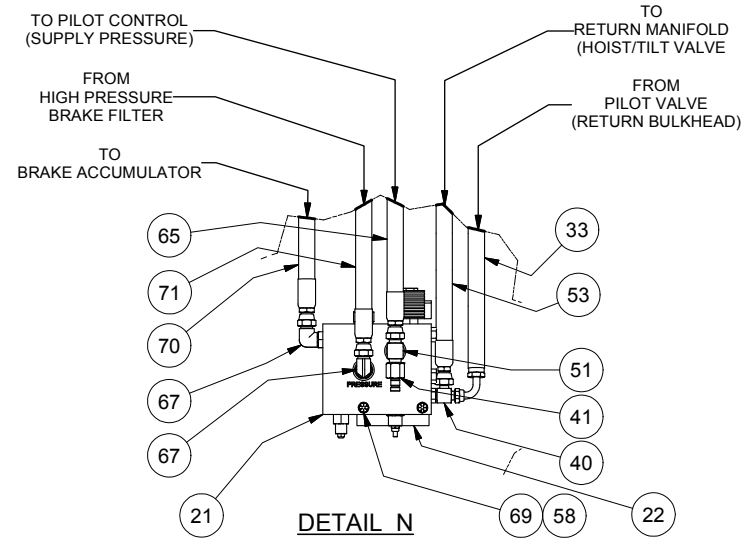 TO PILOT CONTROL
(SUPPLY PRESSURE)
TO
RETURN MANIFOLD
(HOIST/TILT VALVE
FROM
HIGH PRESSURE
BRAKE FILTER
FROM
PILOT VALVE
(RETURN BULKHEAD)
TO
BRAKE ACCUMULATOR
65
33
71
53
70
51
67
PRESSURE
41
67
40
21
69
58
22
DETAIL N